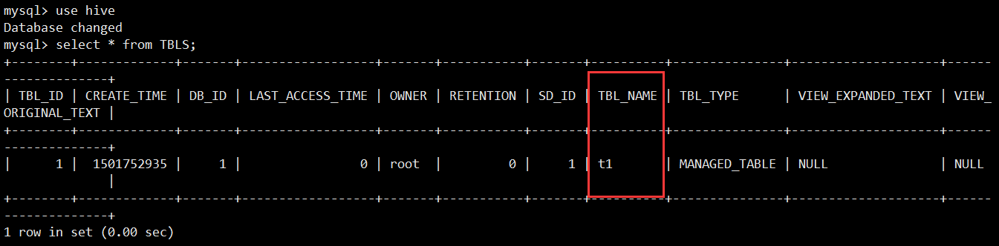 mysql> use hive
Database changed
mysql> select * from TBLS;
+--------+-------------+-------+------------------+-------+-----------+-------+----------+---------------+--------------------+------
--------------+
| TBL_ID | CREATE_TIME | DB_ID | LAST_ACCESS_TIME | OWNER | RETENTION | SD_ID | TBL_NAME | TBL_TYPE      | VIEW_EXPANDED_TEXT | VIEW_
ORIGINAL_TEXT |
+--------+-------------+-------+------------------+-------+-----------+-------+----------+---------------+--------------------+------
--------------+
|      1 |  1501752935 |     1 |                0 | root  |         0 |     1 | t1       | MANAGED_TABLE | NULL               | NULL
              |
+--------+-------------+-------+------------------+-------+-----------+-------+----------+---------------+--------------------+------
--------------+
1 row in set (0.00 sec)